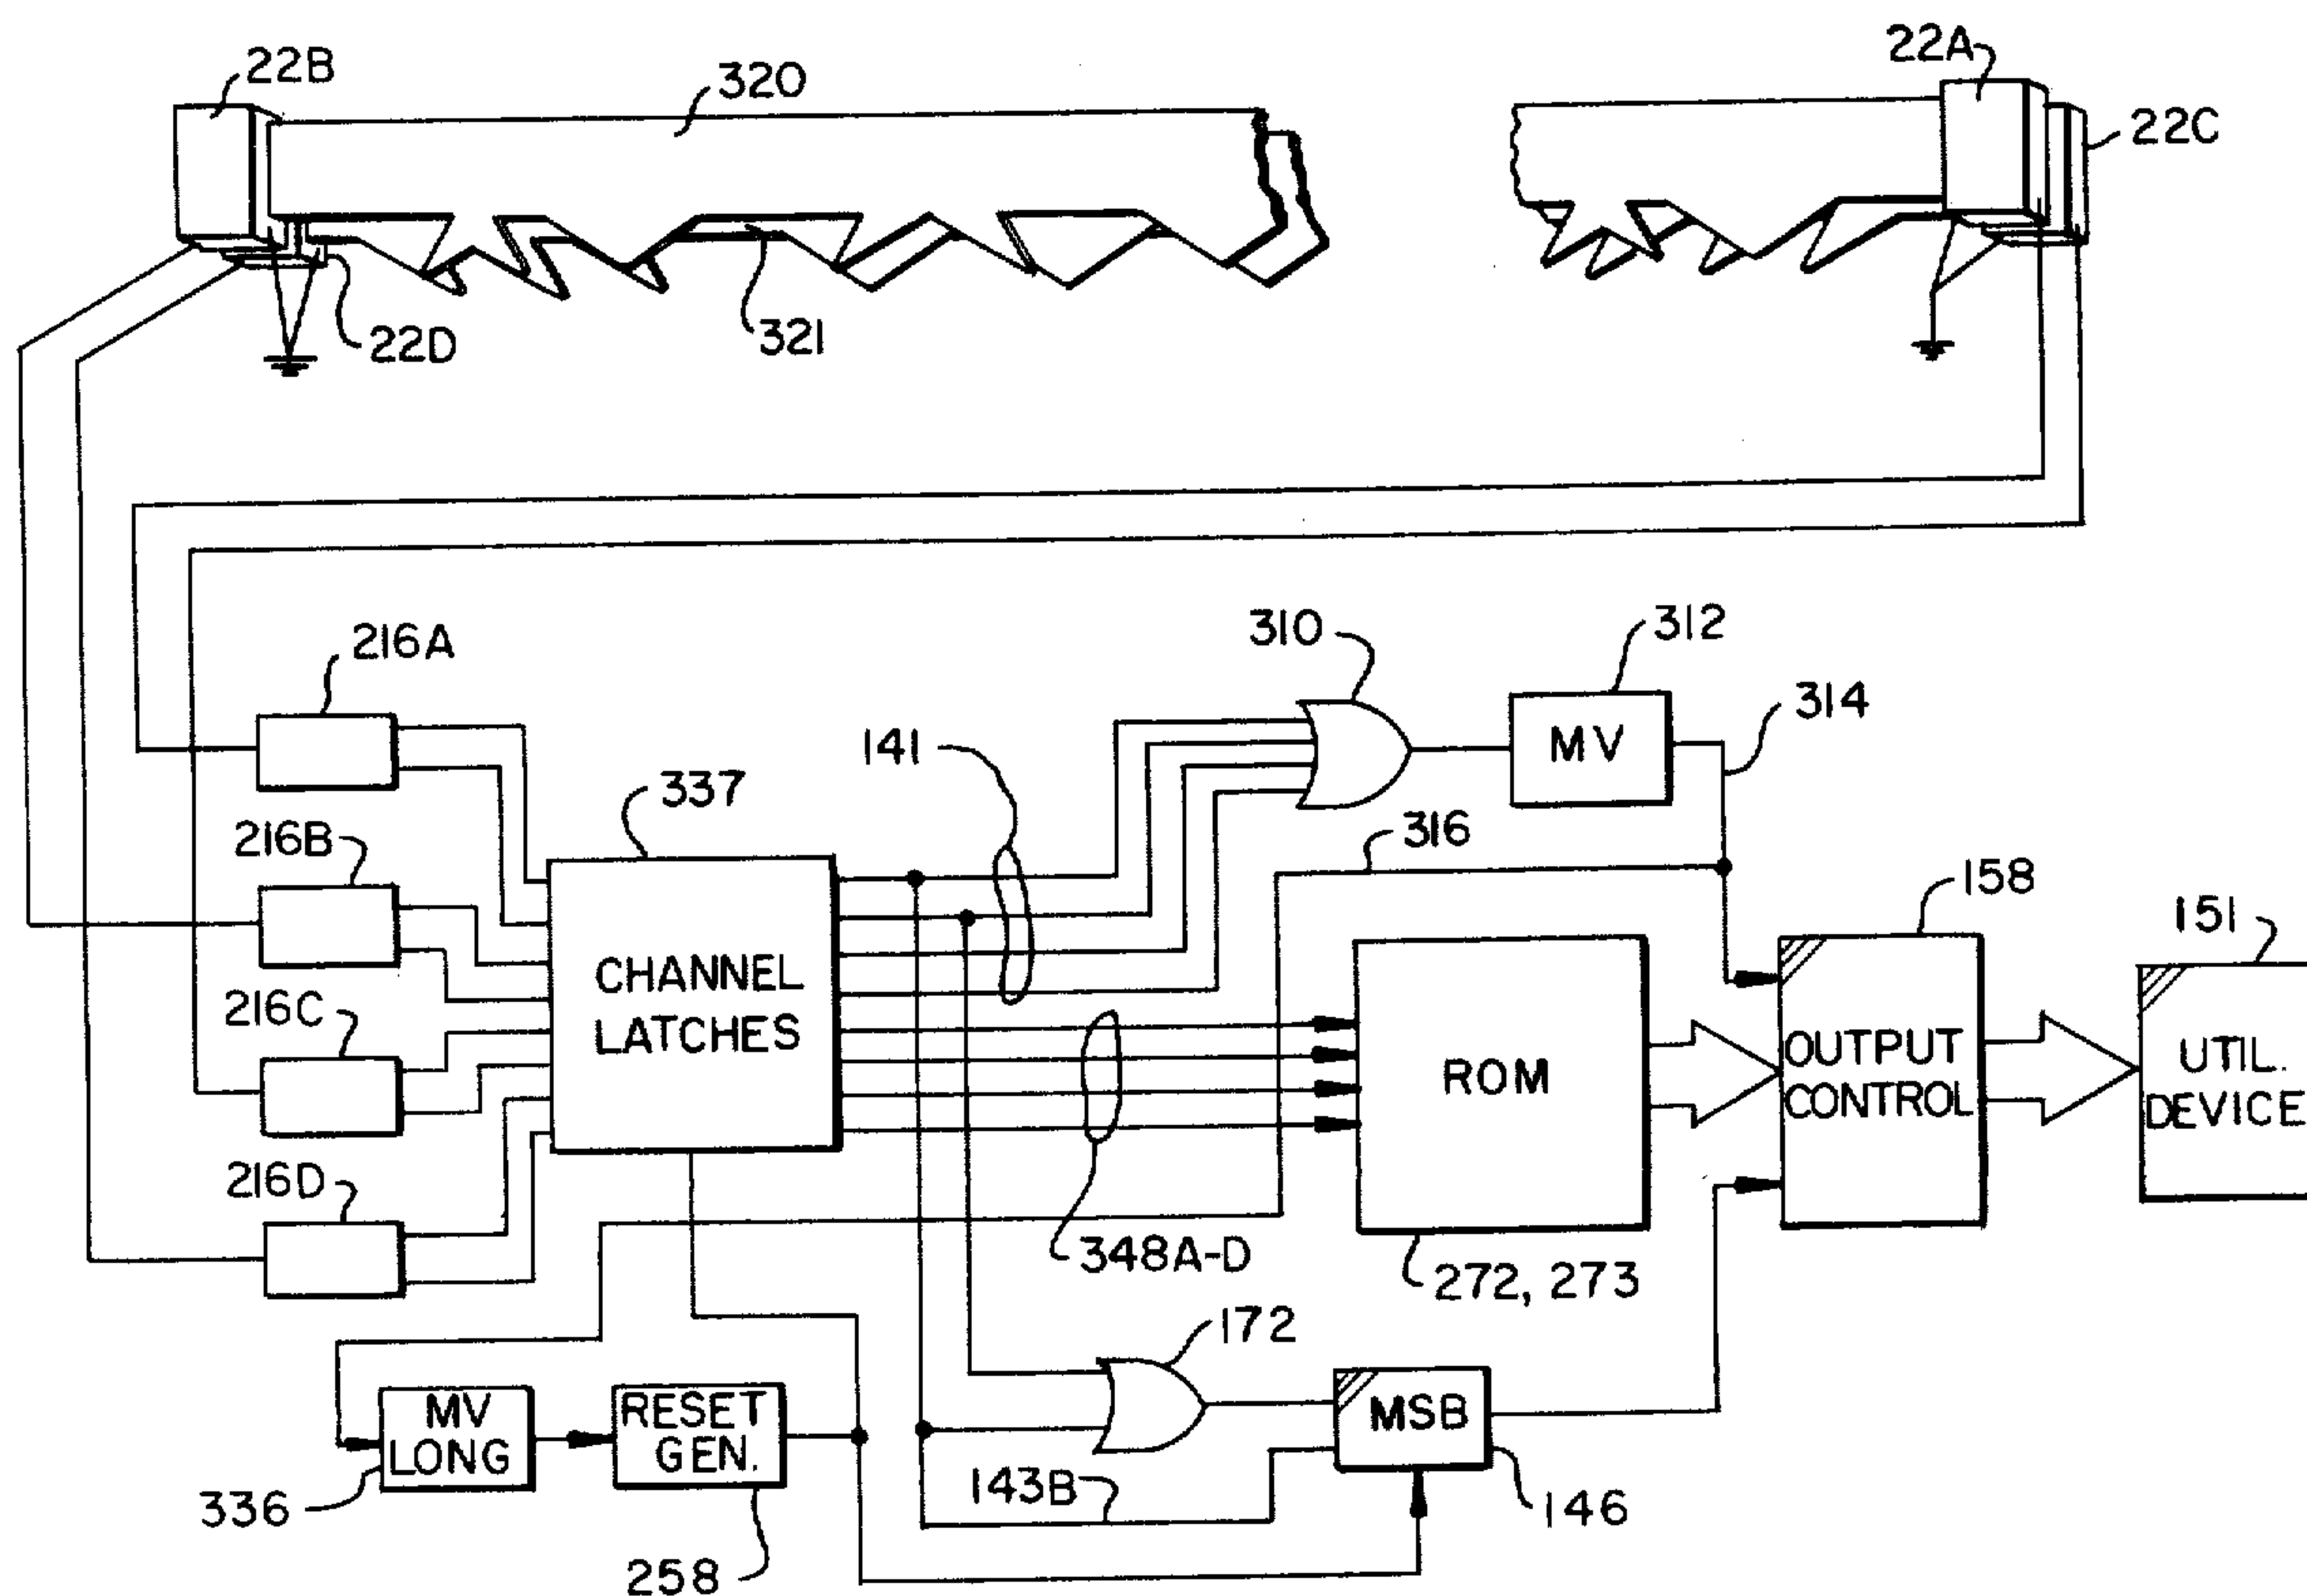 22B
320
22A
22C
22D
321
216A
310
312
MV
314
141
337
216B
316
158
151
CHANNEL
LATCHES
216C
ROM
OUTPUT
CONTROL
UTIL.
DEVICE
216D
348A-D
272, 273
172
MV
LONG
RESET
GEN.
MSB
336
143B
146
258